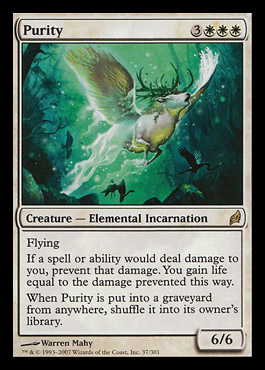 Purity 3
Creature — Elemental Incarnation
Flying
If a spell or ability would deal damage to
you, prevent that damage. You gain life
equal to the damage prevented this way.
When Purity is put into a graveyard
from anywhere, shuffle it into its owner's
library.
Warren Mahy
™ & © 1993-2007 Wizards of the Coast, Inc. 37/301
6/6